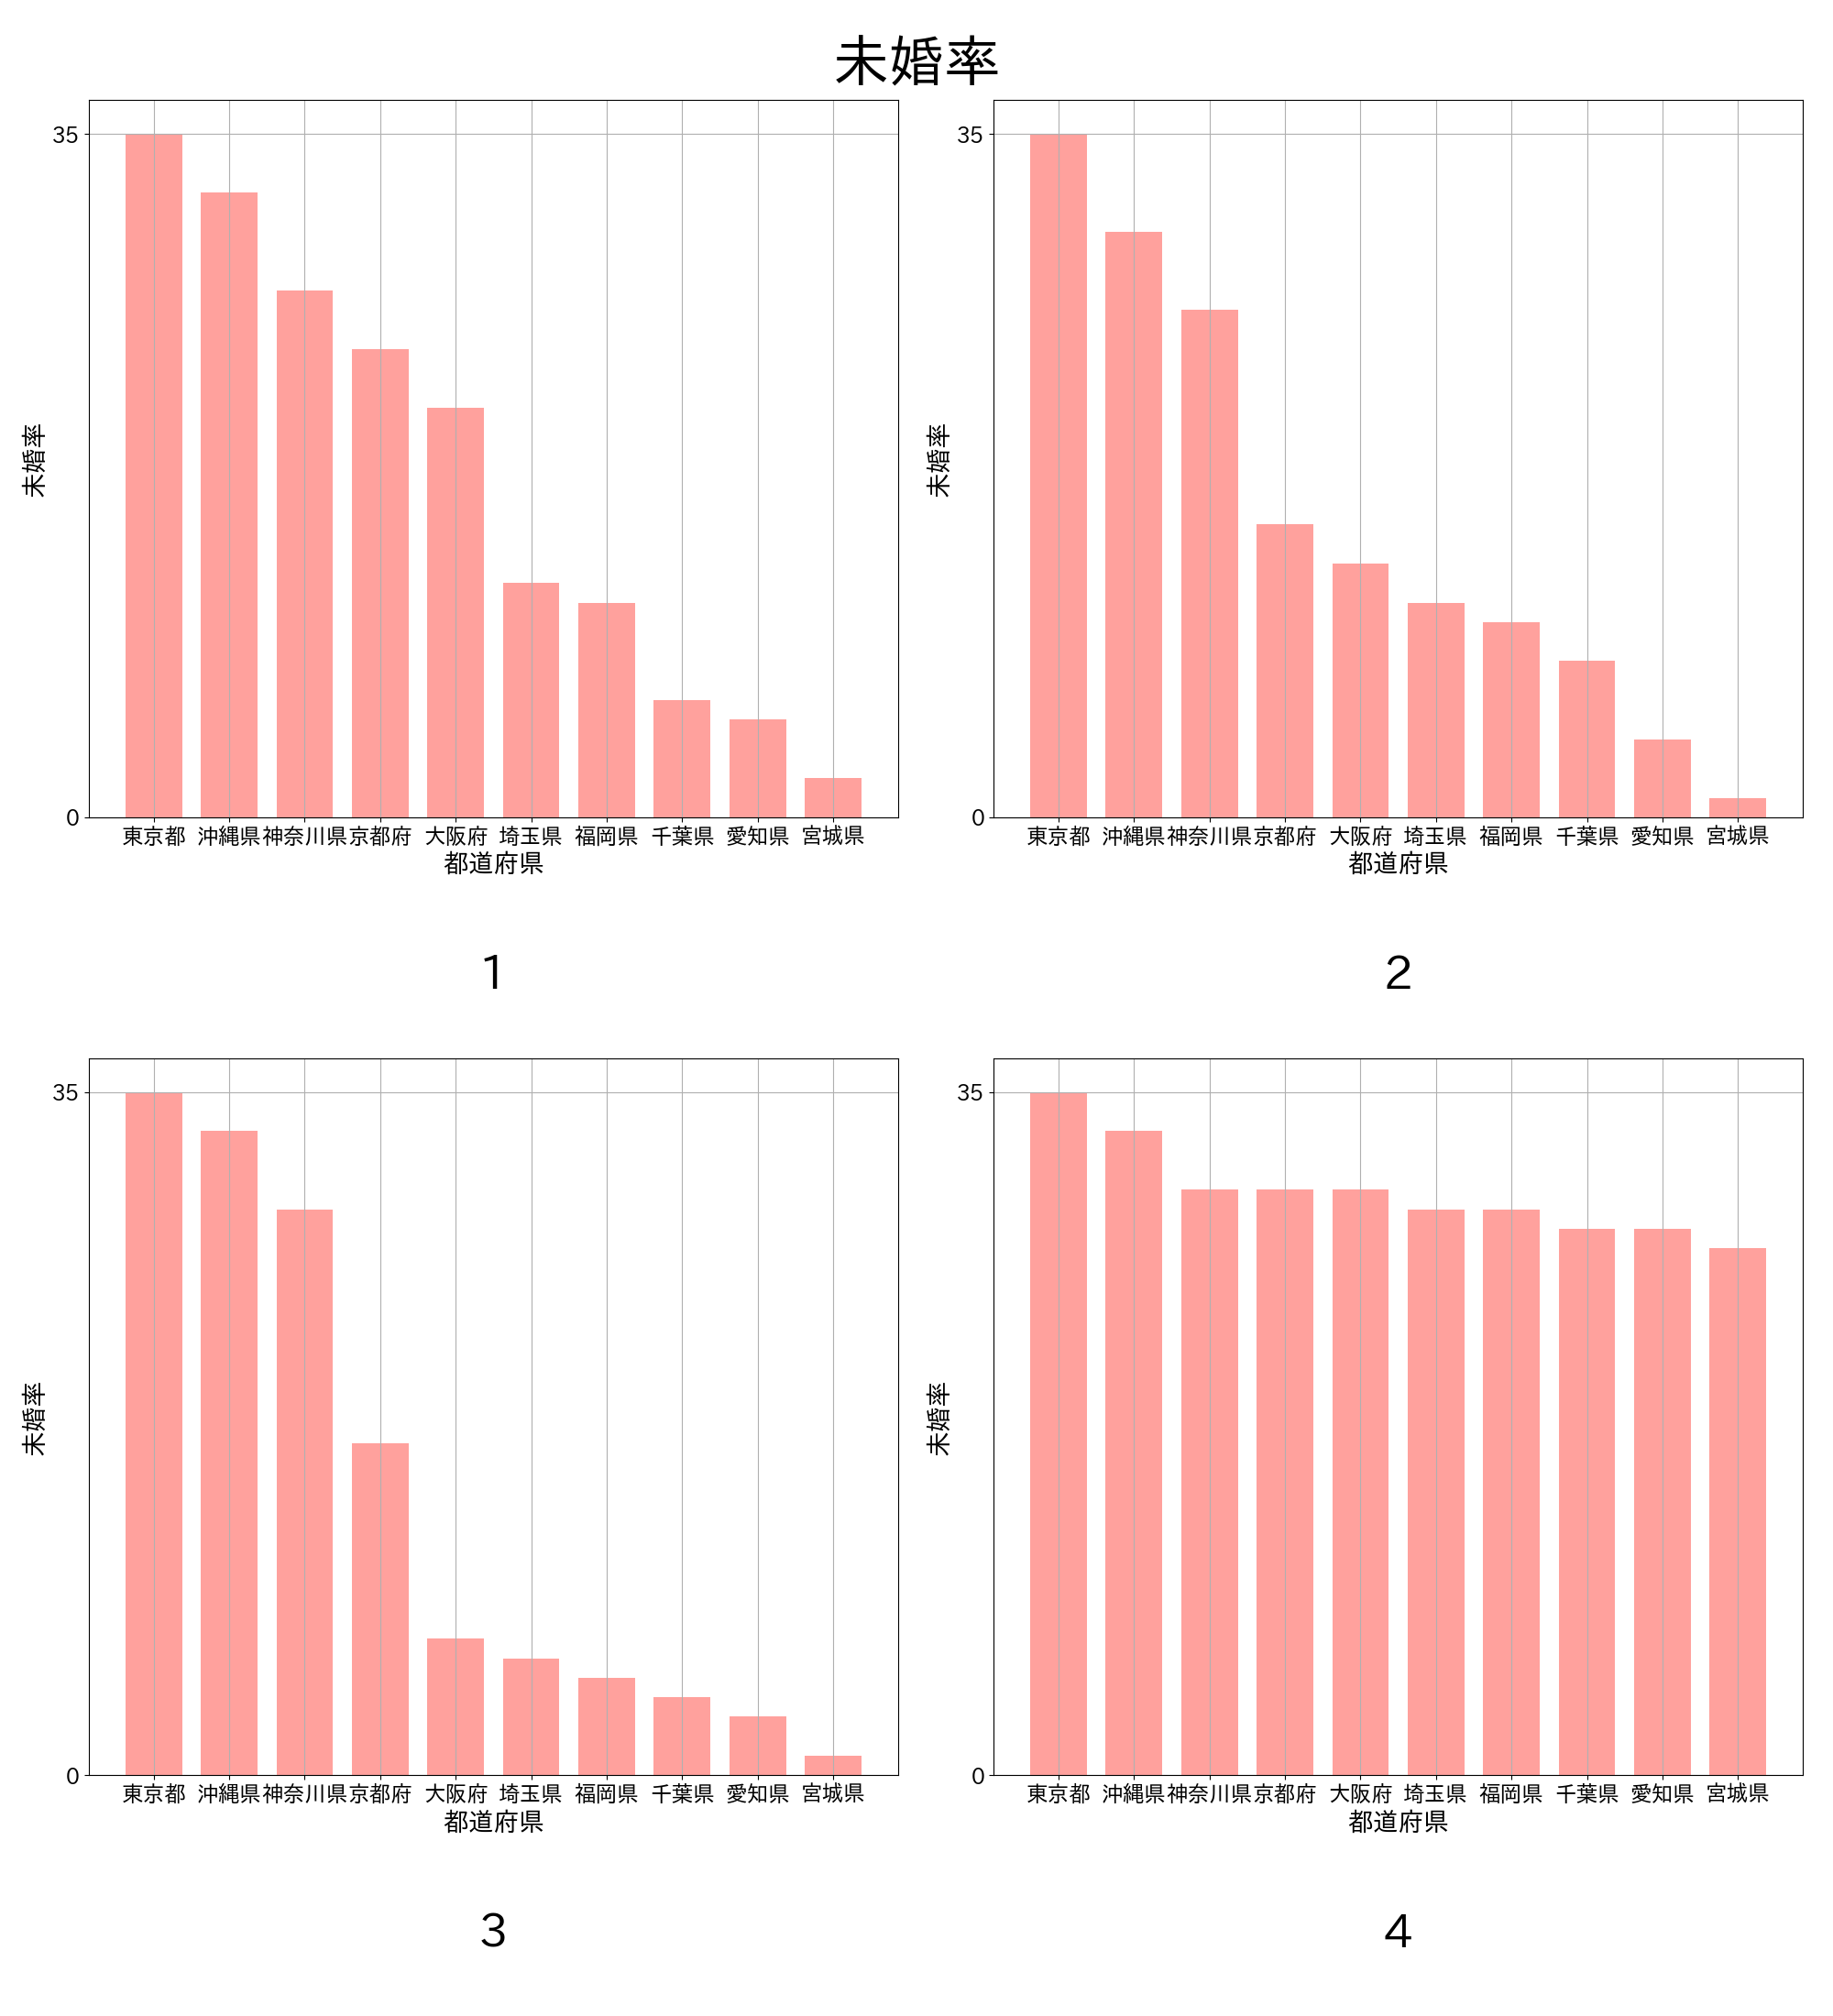 未婚率
35
0
未婚率
東京都 沖縄県 神奈川県 京都府 大阪府 埼玉県 福岡県 千葉県 愛知県 宮城県
都道府県
1
35
0
未婚率
東京都 沖縄県 神奈川県 京都府 大阪府 埼玉県 福岡県 千葉県 愛知県 宮城県
都道府県
2
35
0
未婚率
東京都 沖縄県 神奈川県 京都府 大阪府 埼玉県 福岡県 千葉県 愛知県 宮城県
都道府県
3
35
0
未婚率
東京都 沖縄県 神奈川県 京都府 大阪府 埼玉県 福岡県 千葉県 愛知県 宮城県
都道府県
4